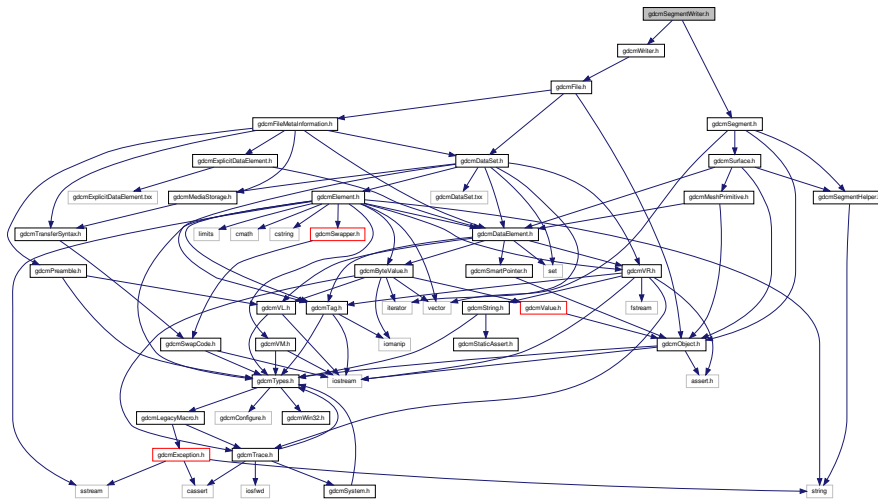 gdcmSegmentWriter.h
gdcmWriter.h
gdcmFile.h
gdcmFileMetaInformation.h
gdcmSegment.h
gdcmExplicitDataElement.h
gdcmDataSet.h
gdcmSurface.h
gdcmExplicitDataElement.txx
gdcmMediaStorage.h
gdcmElement.h
gdcmDataSet.txx
gdcmMeshPrimitive.h
gdcmSegmentHelper.h
gdcmTransferSyntax.h
limits
cmath
cstring
gdcmSwapper.h
gdcmDataElement.h
gdcmPreamble.h
gdcmByteValue.h
gdcmSmartPointer.h
set
gdcmVR.h
gdcmVL.h
gdcmTag.h
iterator
vector
gdcmString.h
gdcmValue.h
fstream
gdcmSwapCode.h
gdcmVM.h
iomanip
gdcmStaticAssert.h
gdcmObject.h
gdcmTypes.h
iostream
assert.h
gdcmLegacyMacro.h
gdcmConfigure.h
gdcmWin32.h
gdcmException.h
gdcmTrace.h
sstream
cassert
iosfwd
gdcmSystem.h
string